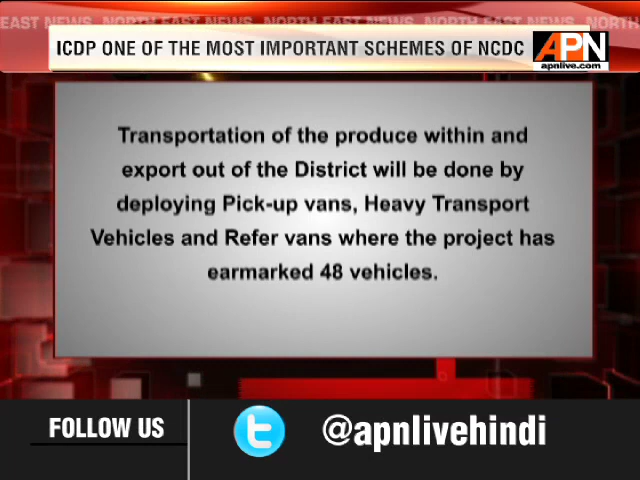 EAST NEWS NORTH EAST NEWS NORTH EAST NEWS NORTH
ICDP ONE OF THE MOST IMPORTANT SCHEMES OF NCDC
APN
apnlive.com
Transportation of the produce within and
export out of the District will be done by
deploying Pick-up vans, Heavy Transport
Vehicles and Refer vans where the project has
earmarked 48 vehicles.
FOLLOW US
@apnlivehindi